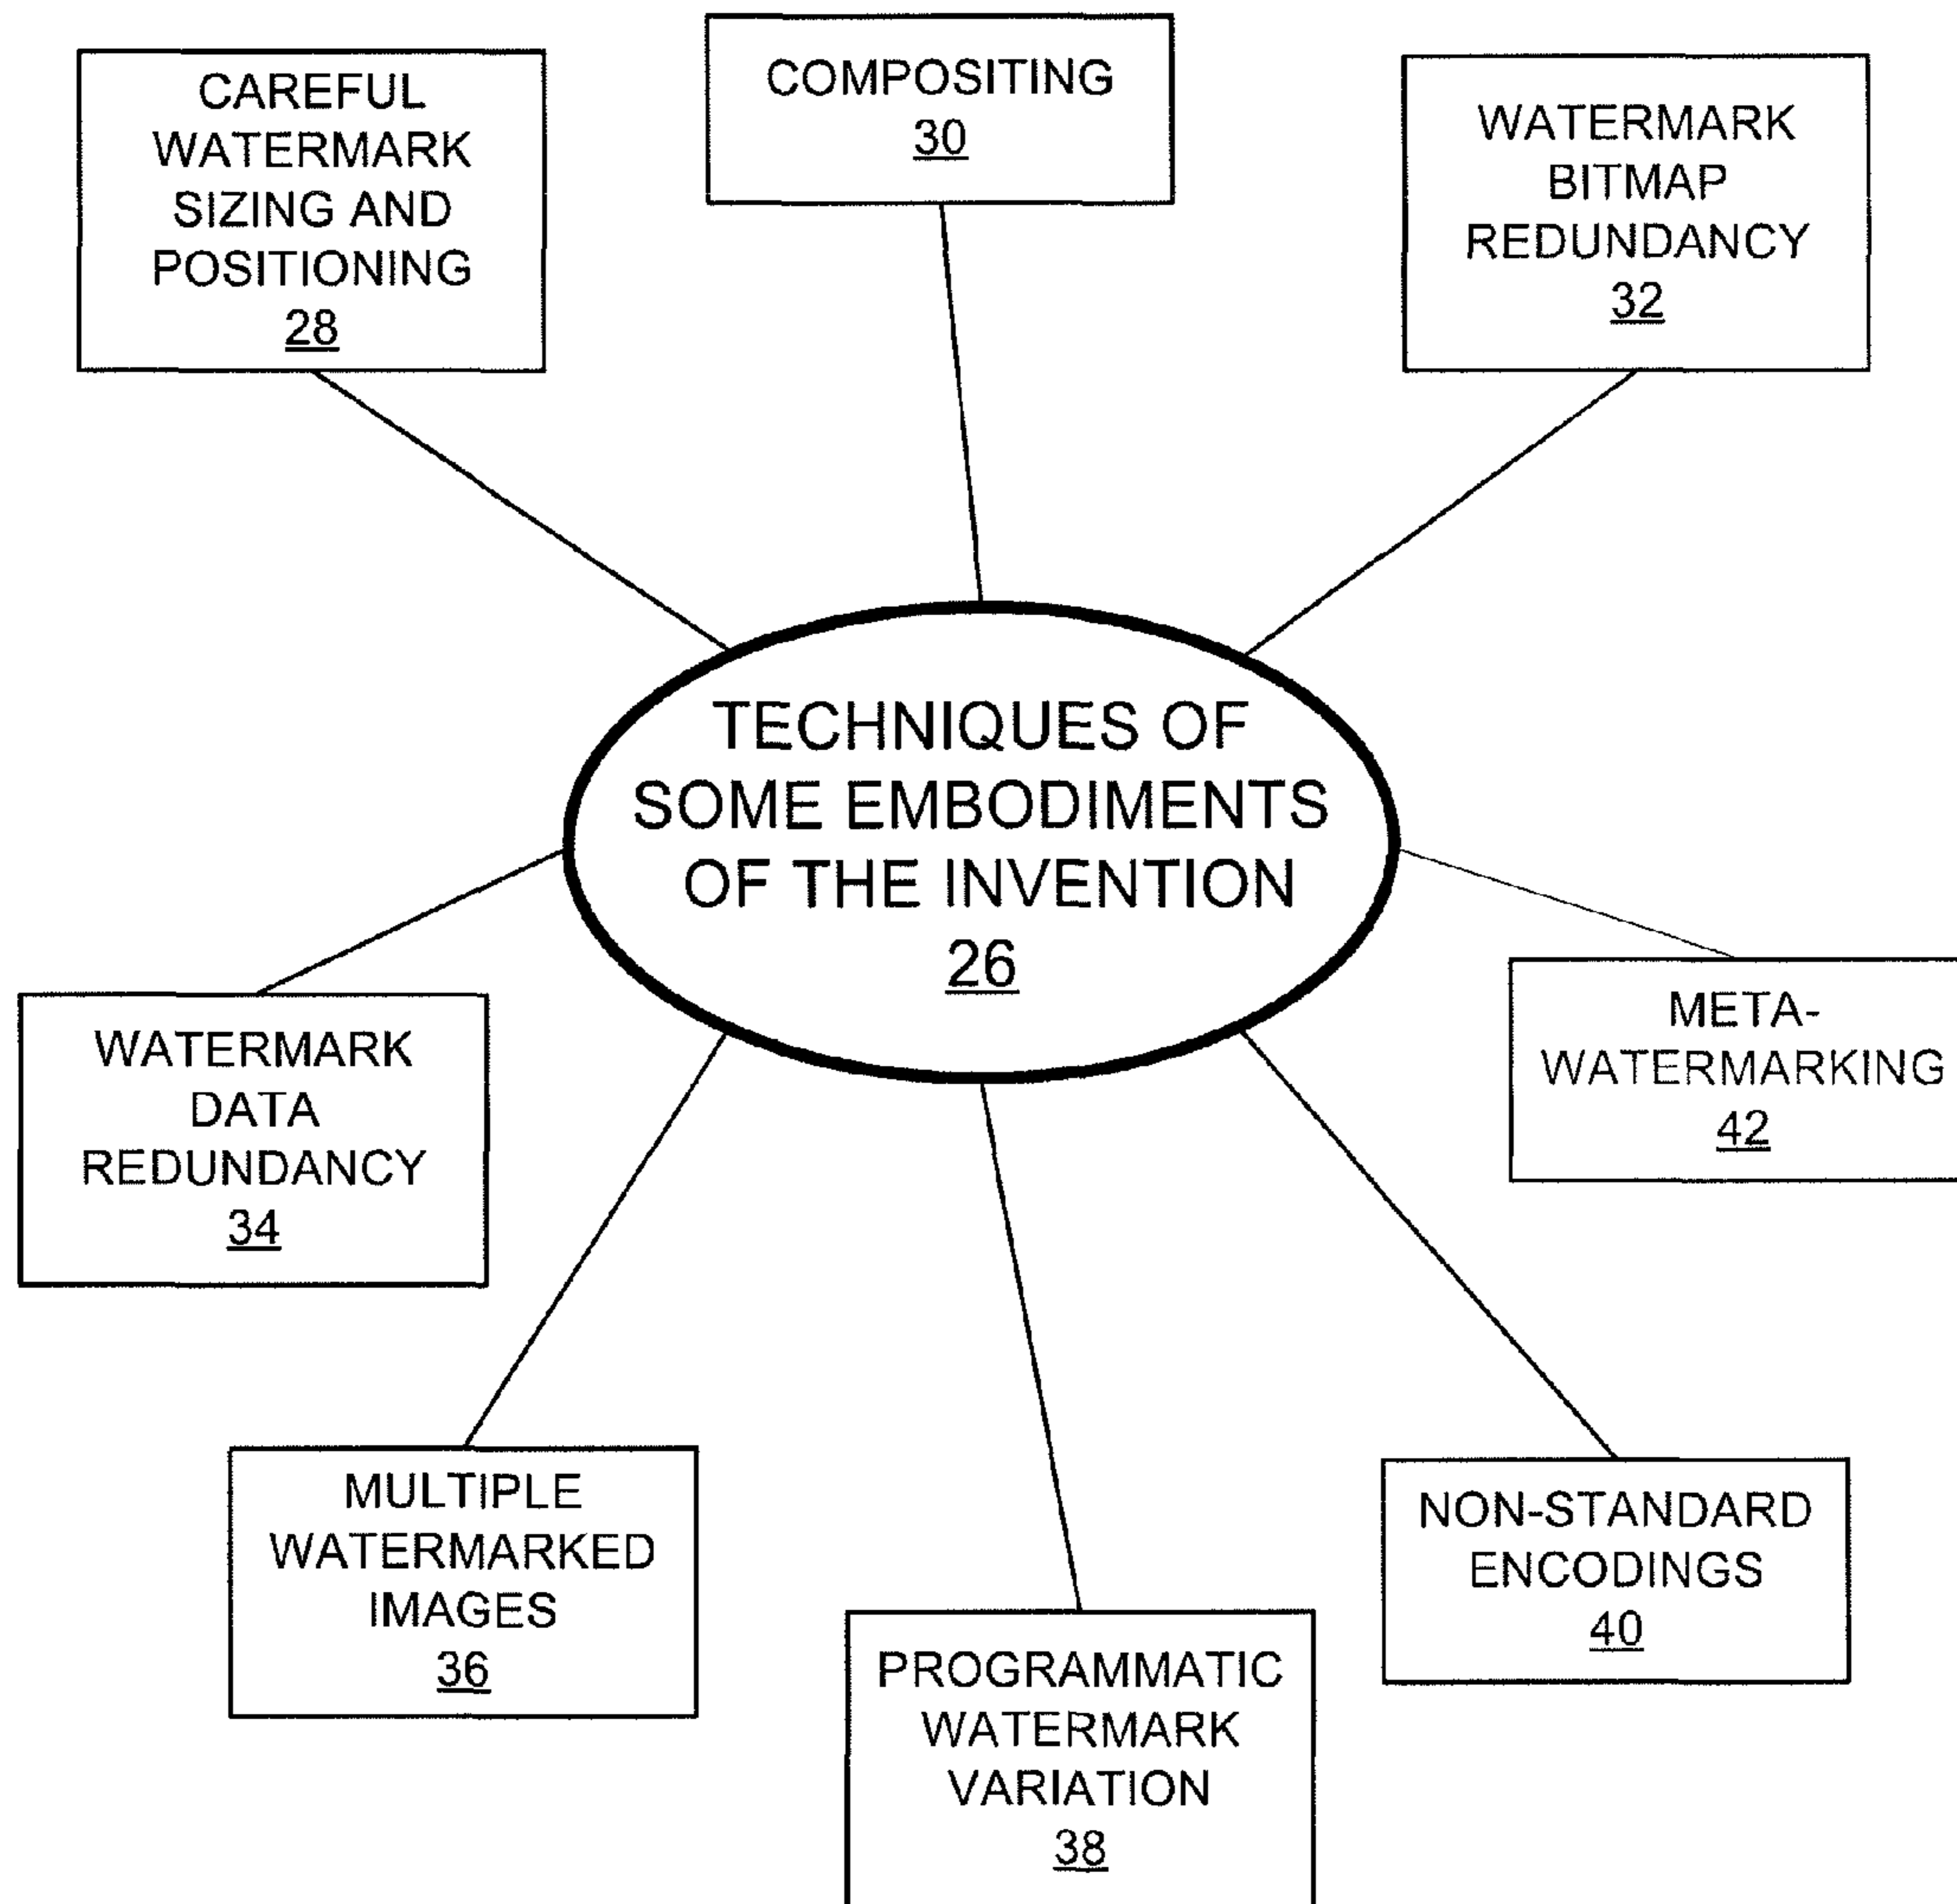 CAREFUL
WATERMARK
SIZING AND
POSITIONING
28
COMPOSITING
30
WATERMARK
BITMAP
REDUNDANCY
32
TECHNIQUES OF
SOME EMBODIMENTS
OF THE INVENTION
26
WATERMARK
DATA
REDUNDANCY
34
META-
WATERMARKING
42
MULTIPLE
WATERMARKED
IMAGES
36
PROGRAMMATIC
WATERMARK
VARIATION
38
NON-STANDARD
ENCODINGS
40